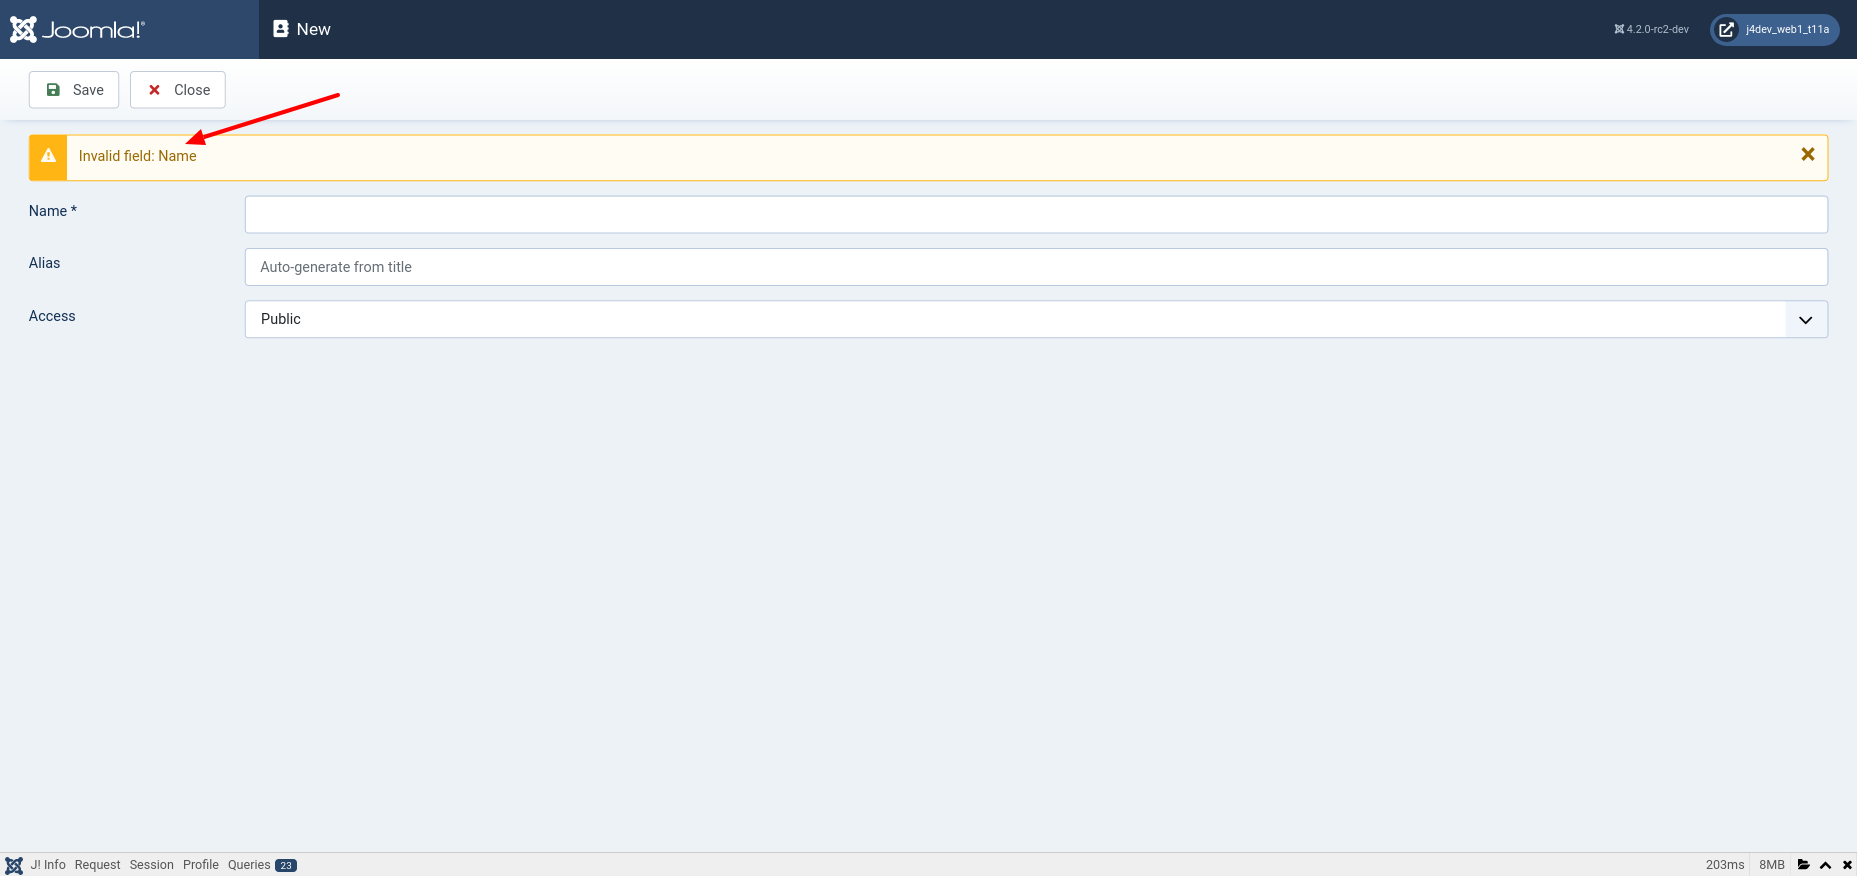 Joomla!®
New
4.2.0-rc2-dev
j4dev_web1_t11a
Save
Close
Invalid field: Name
Name *
Alias
Auto-generate from title
Access
Public
J! Info Request Session Profile Queries 23
203ms 8MB